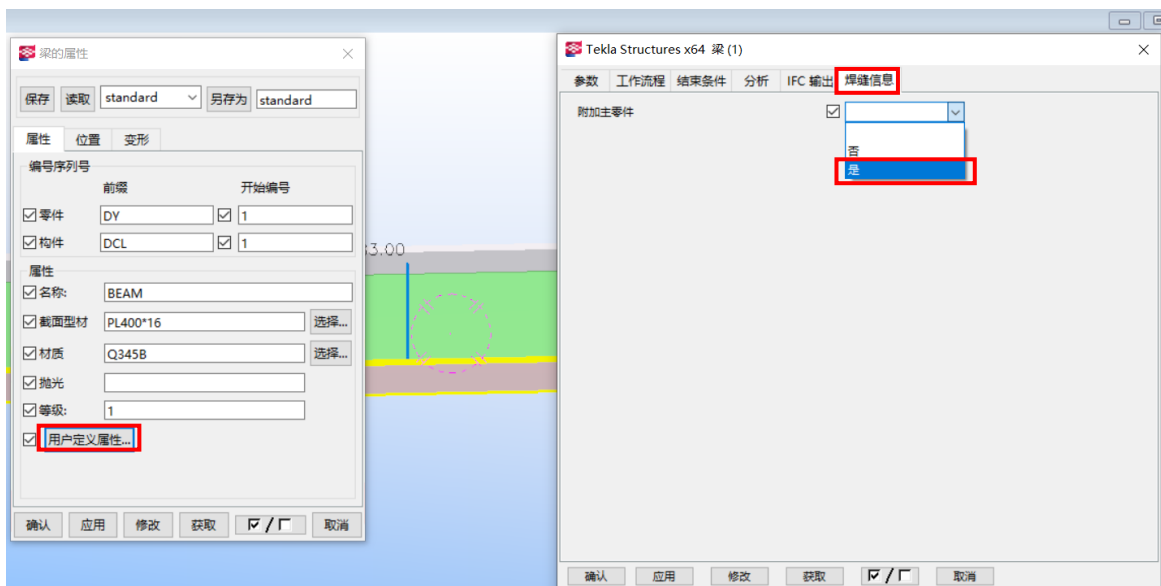 梁的属性
保存 读取 standard 另存为 standard
属性 位置 变形
编号序列号
前缀 开始编号
零件 DY 1
构件 DCL 1
属性
名称: BEAM
截面型材 PL400*16 选择...
材质 Q345B 选择...
抛光
等级: 1
用户定义属性...
确认 应用 修改 获取 / 取消
33.00
Tekla Structures x64 梁 (1)
参数 工作流程 结束条件 分析 IFC 输出 焊缝信息
附加主零件
否
是
确认 应用 修改 获取 / 取消